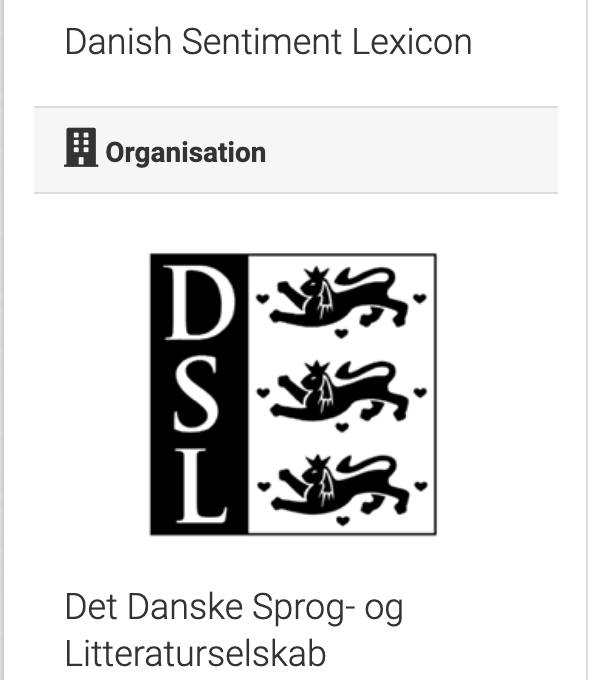 Danish Sentiment Lexicon
Organisation
D
S
L
Det Danske Sprog- og
Litteraturselskab